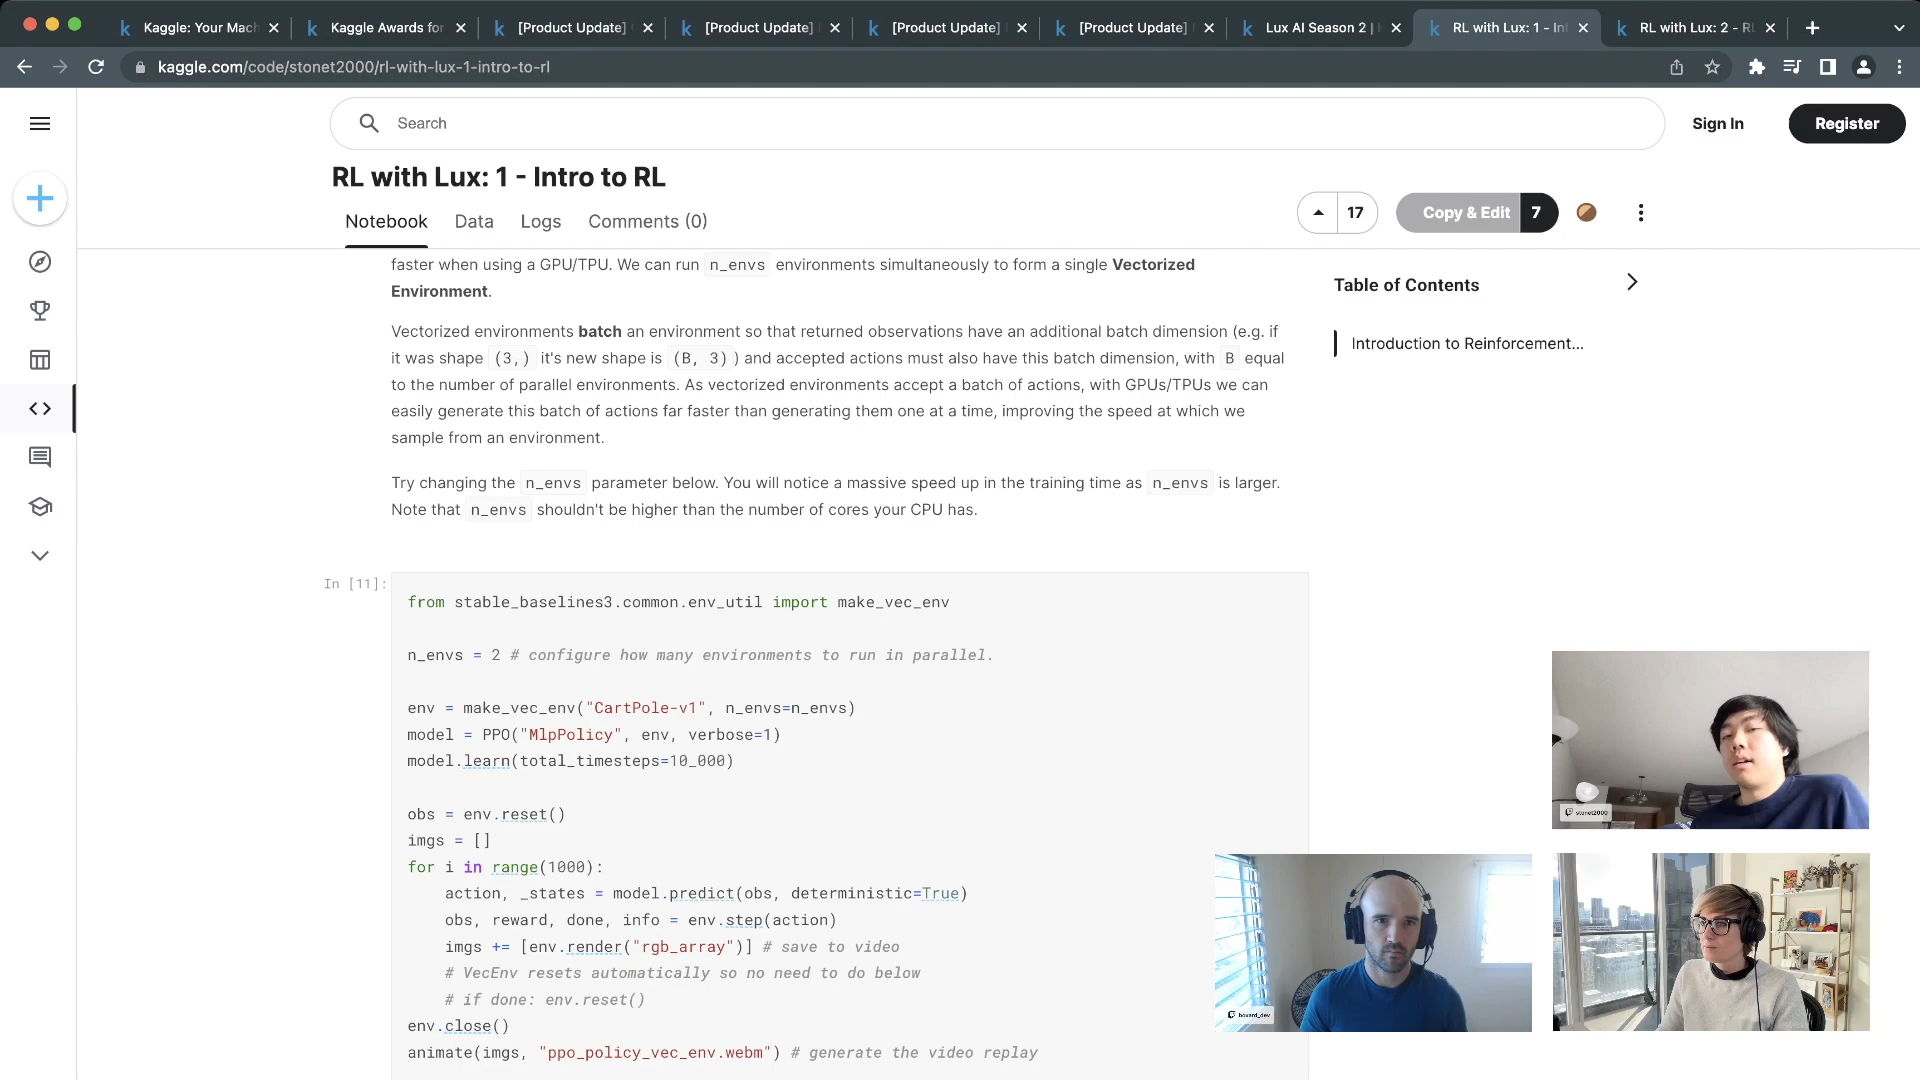 Kaggle: Your Mach
Kaggle Awards for
[Product Update]
[Product Update]
[Product Update]
[Product Update]
Lux AI Season 2 |
RL with Lux: 1 - In
RL with Lux: 2 - R
kaggle.com/code/stonet2000/rl-with-lux-1-intro-to-rl
Search
Sign In
Register
RL with Lux: 1 - Intro to RL
Notebook Data Logs Comments (0)
17
Copy & Edit 7
faster when using a GPU/TPU. We can run n_envs environments simultaneously to form a single Vectorized
Environment.
Table of Contents
Introduction to Reinforcement...
Vectorized environments batch an environment so that returned observations have an additional batch dimension (e.g. if
it was shape (3,) it's new shape is (B, 3) ) and accepted actions must also have this batch dimension, with B equal
to the number of parallel environments. As vectorized environments accept a batch of actions, with GPUs/TPUs we can
easily generate this batch of actions far faster than generating them one at a time, improving the speed at which we
sample from an environment.
Try changing the n_envs parameter below. You will notice a massive speed up in the training time as n_envs is larger.
Note that n_envs shouldn't be higher than the number of cores your CPU has.
In [11]:
from stable_baselines3.common.env_util import make_vec_env
n_envs = 2 # configure how many environments to run in parallel.
env = make_vec_env("CartPole-v1", n_envs=n_envs)
model = PPO("MlpPolicy", env, verbose=1)
model.learn(total_timesteps=10_000)
obs = env.reset()
imgs = []
for i in range(1000):
    action, _states = model.predict(obs, deterministic=True)
    obs, reward, done, info = env.step(action)
    imgs += [env.render("rgb_array")] # save to video
    # VecEnv resets automatically so no need to do below
    # if done: env.reset()
env.close()
animate(imgs, "ppo_policy_vec_env.webm") # generate the video replay
stonet2000
bovard_dev